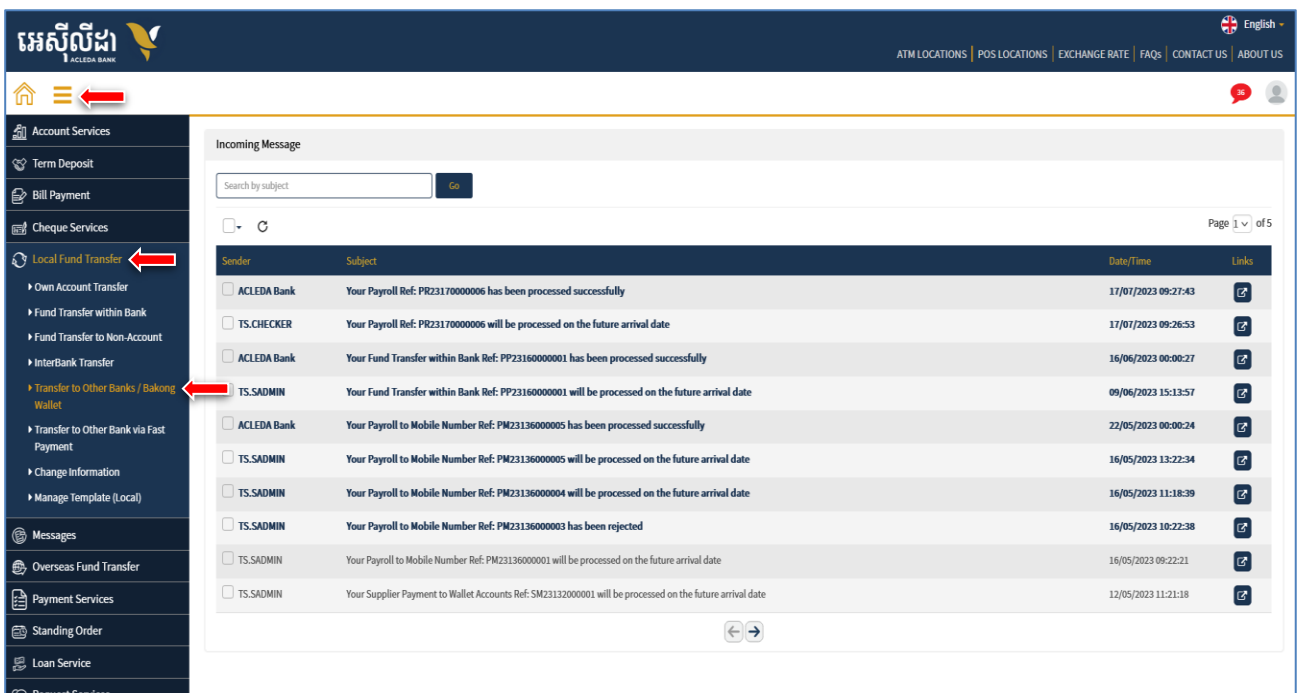 English
អេស៊ីលីដា
ACLEDA BANK
ATM LOCATIONS | POS LOCATIONS | EXCHANGE RATE | FAQs | CONTACT US | ABOUT US
36
Account Services
Term Deposit
Bill Payment
Cheque Services
Local Fund Transfer
Own Account Transfer
Fund Transfer within Bank
Fund Transfer to Non-Account
InterBank Transfer
Transfer to Other Banks / Bakong
Wallet
Transfer to Other Bank via Fast
Payment
Change Information
Manage Template (Local)
Messages
Overseas Fund Transfer
Payment Services
Standing Order
Loan Service
Request Services
Incoming Message
Search by subject Go
Page 1 of 5
Sender Subject Date/Time Links
ACLEDA Bank Your Payroll Ref: PR23170000006 has been processed successfully 17/07/2023 09:27:43
TS.CHECKER Your Payroll Ref: PR23170000006 will be processed on the future arrival date 17/07/2023 09:26:53
ACLEDA Bank Your Fund Transfer within Bank Ref: PP23160000001 has been processed successfully 16/06/2023 00:00:27
TS.SADMIN Your Fund Transfer within Bank Ref: PP23160000001 will be processed on the future arrival date 09/06/2023 15:13:57
ACLEDA Bank Your Payroll to Mobile Number Ref: PM23136000005 has been processed successfully 22/05/2023 00:00:24
TS.SADMIN Your Payroll to Mobile Number Ref: PM23136000005 will be processed on the future arrival date 16/05/2023 13:22:34
TS.SADMIN Your Payroll to Mobile Number Ref: PM23136000004 will be processed on the future arrival date 16/05/2023 11:18:39
TS.SADMIN Your Payroll to Mobile Number Ref: PM23136000003 has been rejected 16/05/2023 10:22:38
TS.SADMIN Your Payroll to Mobile Number Ref: PM23136000001 will be processed on the future arrival date 16/05/2023 09:22:21
TS.SADMIN Your Supplier Payment to Wallet Accounts Ref: SM23132000001 will be processed on the future arrival date 12/05/2023 11:21:18